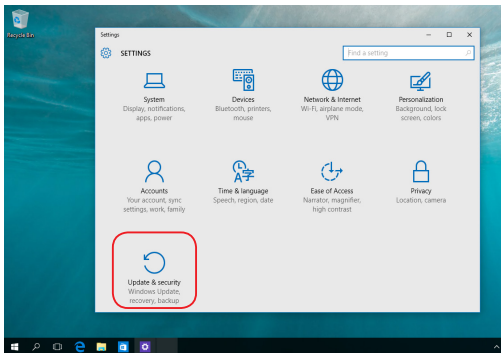 Recycle Bin
Settings
SETTINGS
Find a setting
System
Display, notifications,
apps, power
Devices
Bluetooth, printers,
mouse
Network & Internet
Wi-Fi, airplane mode,
VPN
Personalization
Background, lock
screen, colors
Accounts
Your account, sync
settings, work, family
Time & language
Speech, region, date
Ease of Access
Narrator, magnifier,
high contrast
Privacy
Location, camera
Update & security
Windows Update,
recovery, backup